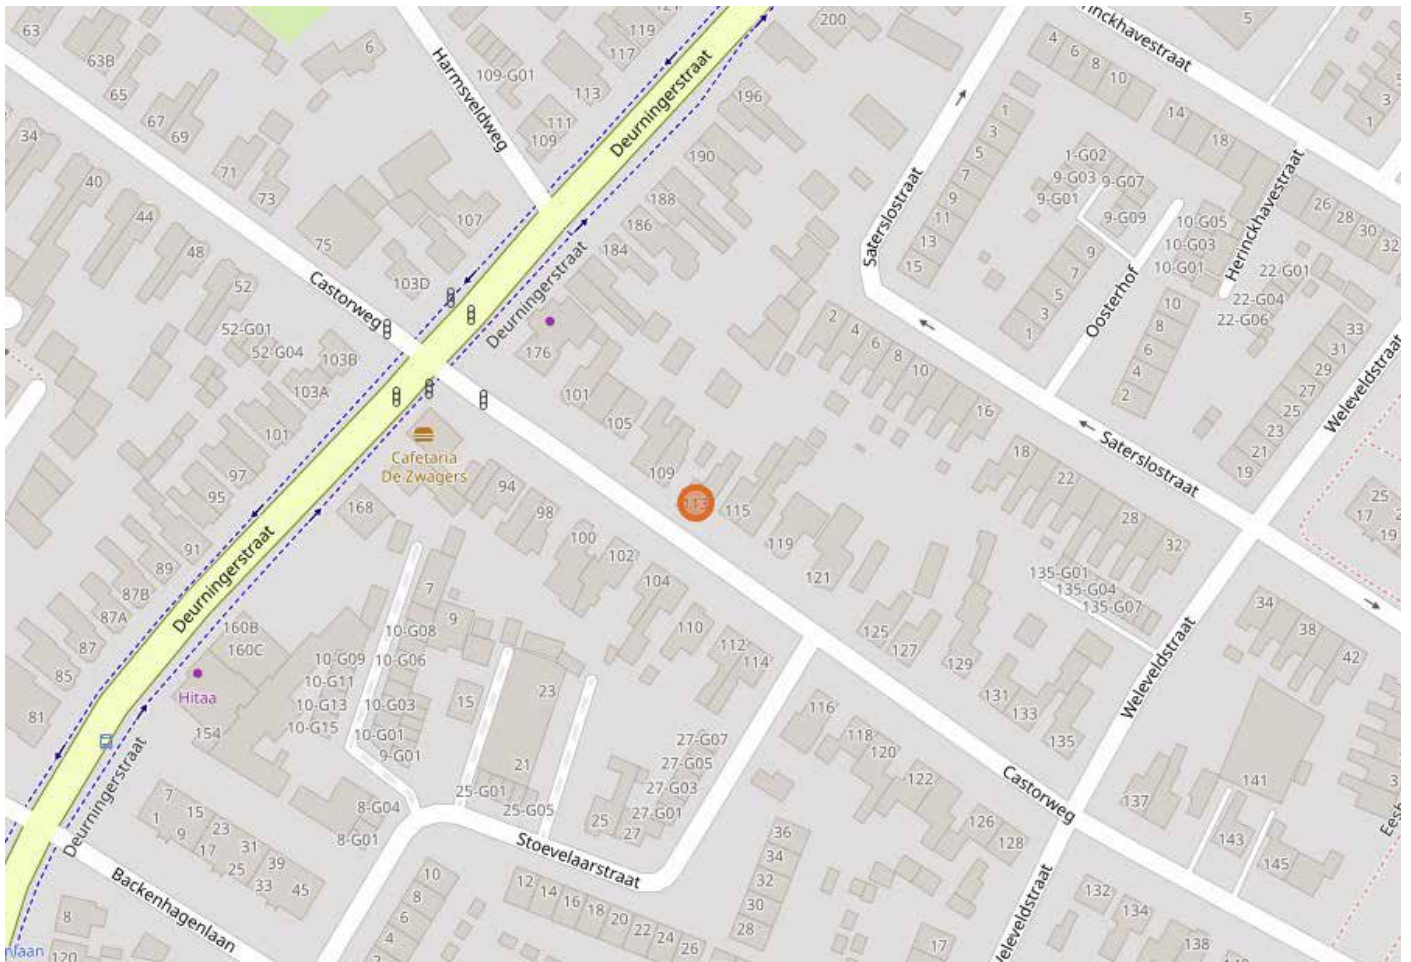 63
63B
65
67
69
71
73
75
34
40
44
48
52
52-G01
52-G04
103B
103A
101
97
95
91
89
87B
87A
87
85
81
6
Harmsveldweg
109-G01
113
111
109
107
103D
121
119
117
Deurningerstraat
200
196
190
188
186
184
Deurningerstraat
176
Castorweg
101
105
109
113
115
119
121
125
127
129
131
133
135
Cafetaria
De Zwagers
94
98
100
102
104
110
112
114
168
Deurningerstraat
160B
160C
Hitaa
154
Deurningerstraat
7
9
10-G08
10-G06
10-G09
10-G11
10-G13
10-G15
10-G03
10-G01
9-G01
15
23
21
25-G01
25-G05
25
27
27-G07
27-G05
27-G03
27-G01
8-G04
8-G01
7
15
23
31
39
45
1
9
17
25
33
Backenhagenlaan
8
120
nlaan
Stoevelaarstraat
10
8
6
4
2
12
14
16
18
20
22
24
26
36
34
32
30
28
116
118
120
122
126
128
Castorweg
Weleveldstraat
132
134
138
17
137
141
143
145
3
Eesb
34
38
42
Weleveldstraat
135-G01
135-G04
135-G07
Saterslostraat
1
3
5
7
9
11
13
15
2
4
6
8
10
16
18
22
28
32
Saterslostraat
Oosterhof
9
7
5
3
1
1-G02
9-G03
9-G07
9-G01
9-G09
10-G05
10-G03
10-G01
10
8
6
4
2
rinckhavestraat
5
4
6
8
10
14
18
Herinckhavestraat
26
28
30
32
22-G01
22-G04
22-G06
33
31
29
27
25
23
21
19
Weleveldstraat
3
1
25
17
2
19